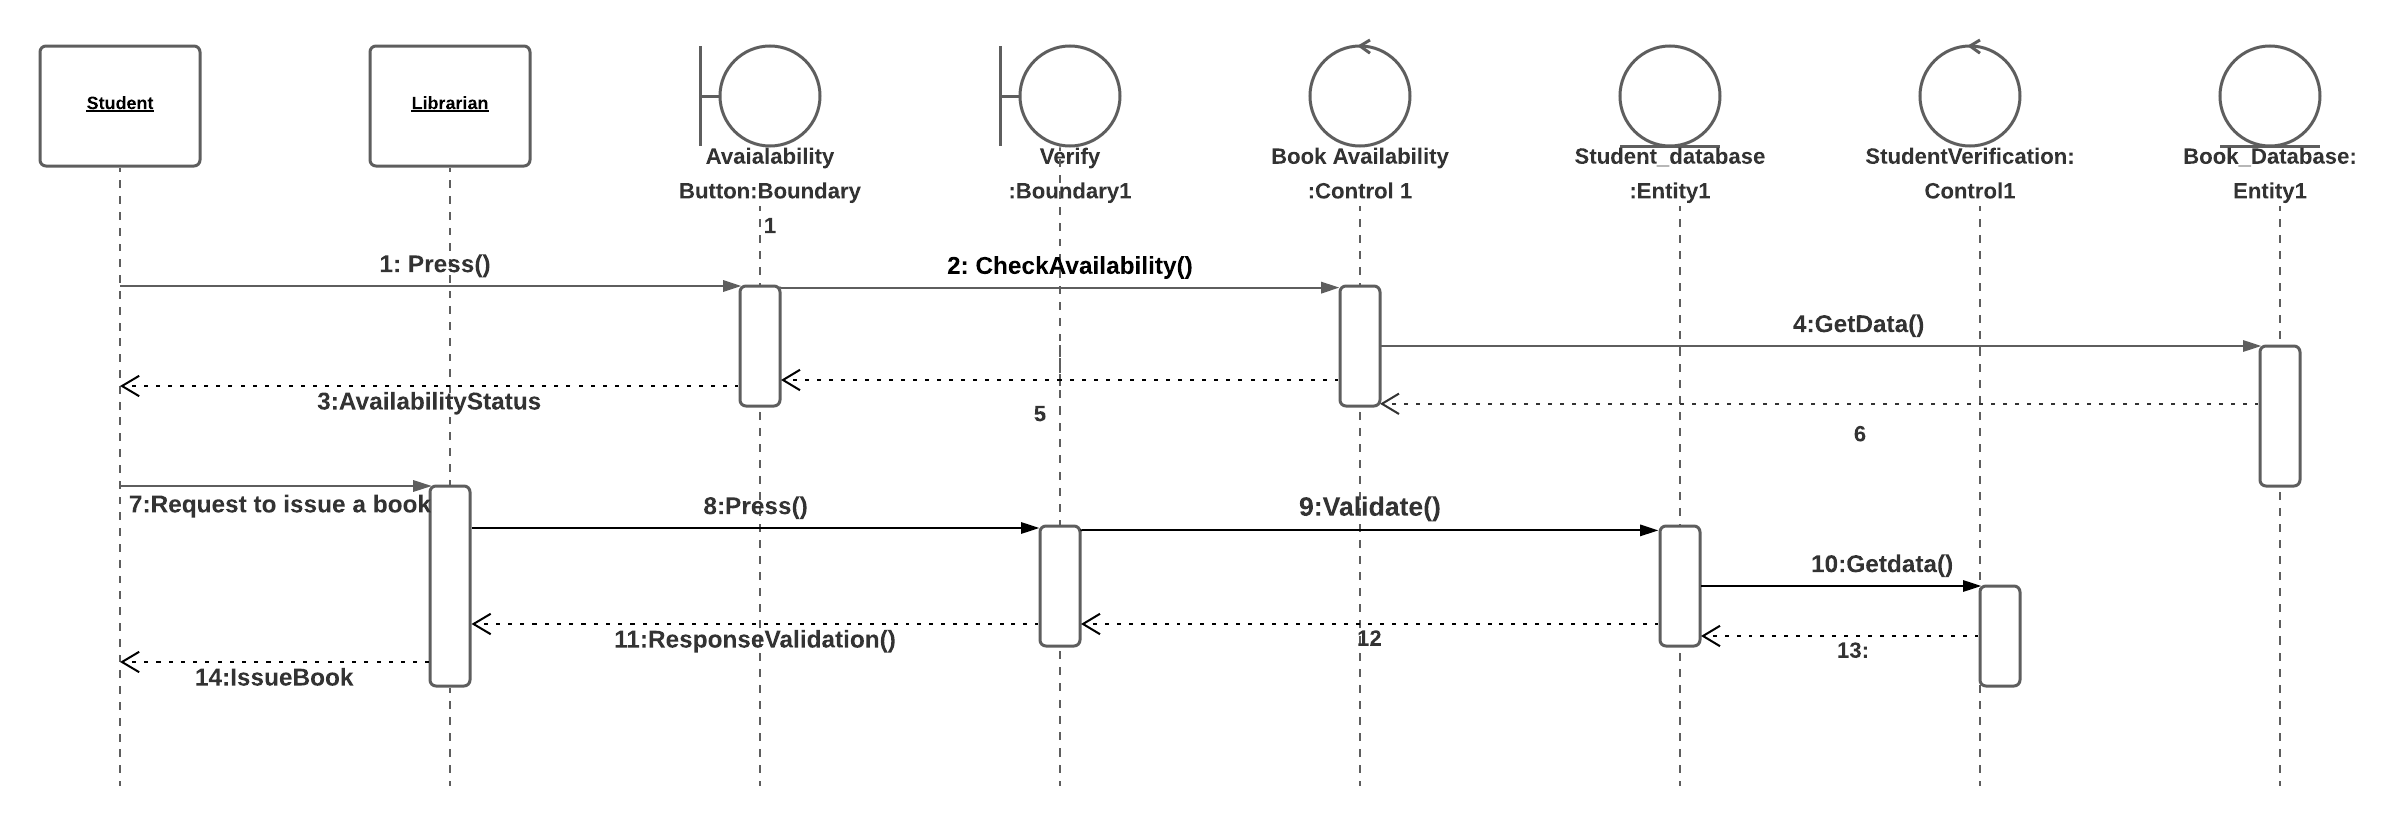 Student
Librarian
Avaialability
Button:Boundary
1
Verify
:Boundary1
Book Availability
:Control 1
Student_database
:Entity1
StudentVerification:
Control1
Book_Database:
Entity1
1: Press()
2: CheckAvailability()
4:GetData()
3:AvailabilityStatus
5
6
7:Request to issue a book
8:Press()
9:Validate()
10:Getdata()
11:ResponseValidation()
12
13:
14:IssueBook